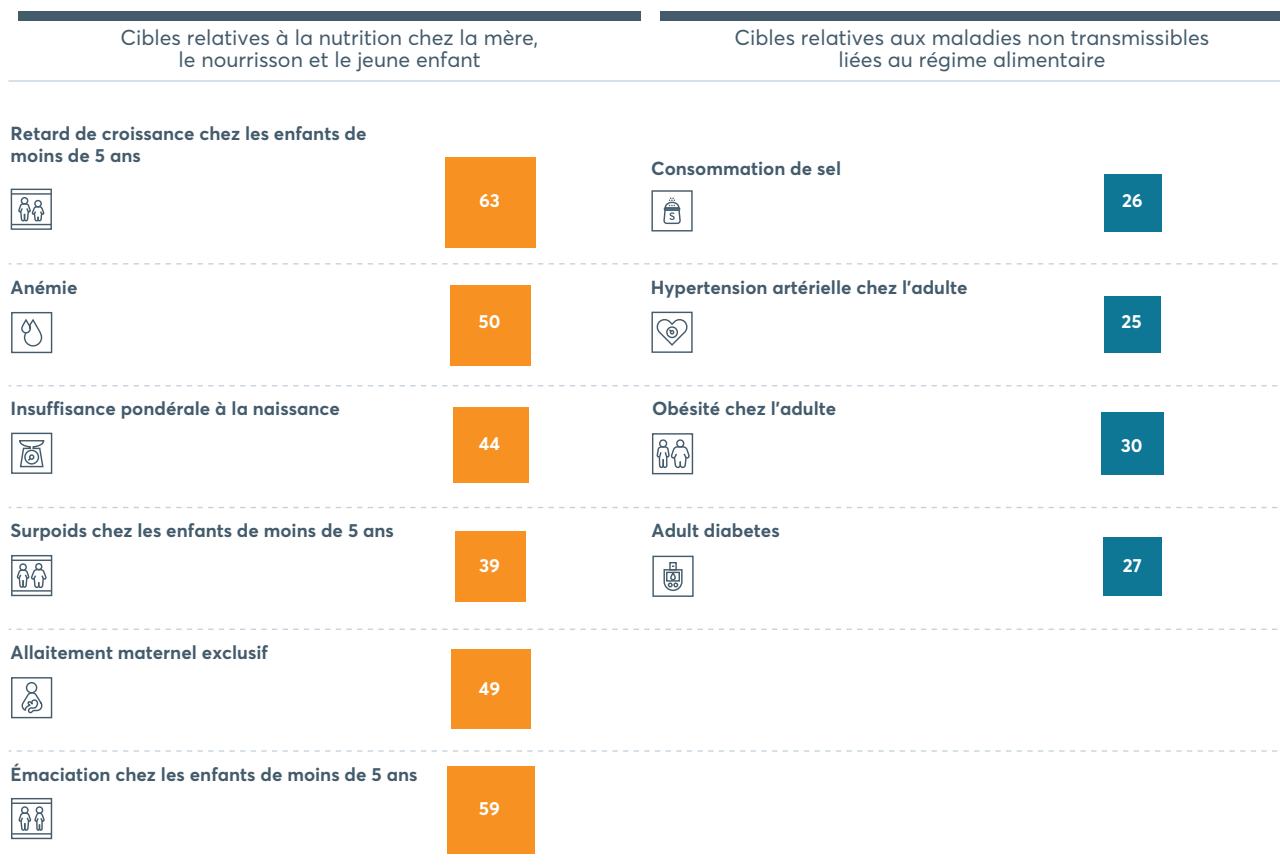 Cibles relatives à la nutrition chez la mère,
le nourrisson et le jeune enfant
Retard de croissance chez les enfants de
moins de 5 ans
63
Anémie
50
Insuffisance pondérale à la naissance
44
Surpoids chez les enfants de moins de 5 ans
39
Allaitement maternel exclusif
49
Émaciation chez les enfants de moins de 5 ans
59
Cibles relatives aux maladies non transmissibles
liées au régime alimentaire
Consommation de sel
S
26
Hypertension artérielle chez l'adulte
25
Obésité chez l'adulte
30
Adult diabetes
27